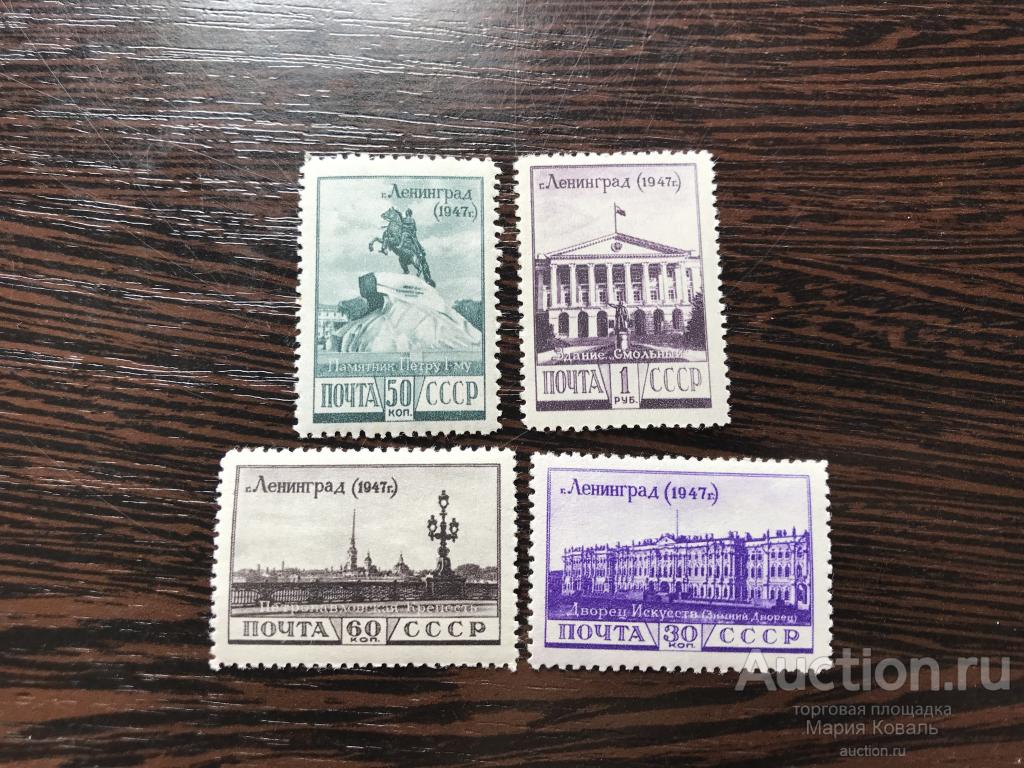 г. Ленинград
(1947г.)
Памятник Петру I-му
ПОЧТА 50 КОП. СССР
г. Ленинград (1947г.)
Здание „Смольный"
ПОЧТА 1 РУБ. СССР
г. Ленинград (1947г.)
Петропавловская Крепость
ПОЧТА 60 КОП. СССР
г. Ленинград (1947г.)
Дворец Искусств (Зимний Дворец)
ПОЧТА 30 КОП. СССР
Auction.ru
торговая площадка
Мария Коваль
auction.ru